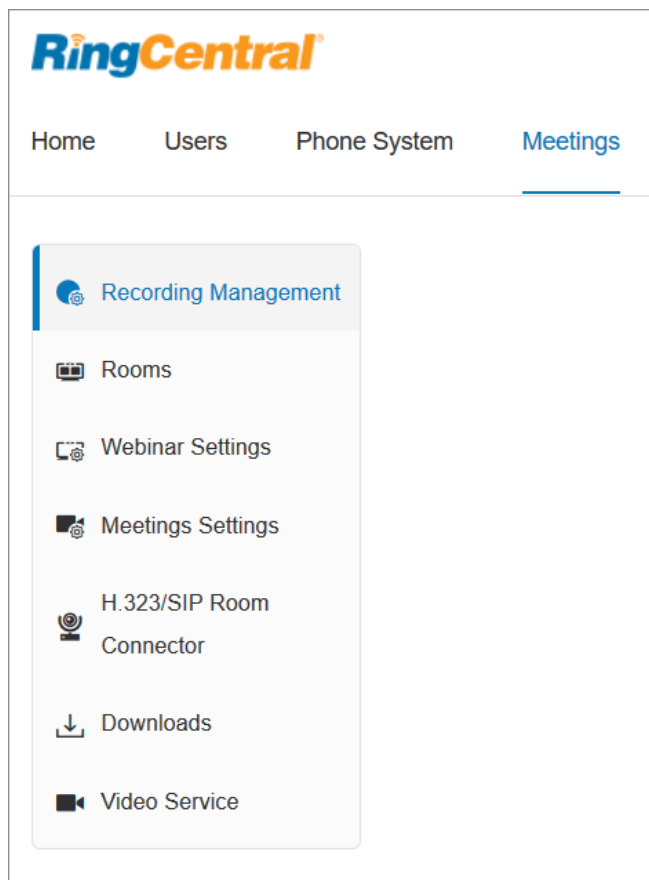 RingCentral®
Home Users Phone System Meetings
Recording Management
Rooms
Webinar Settings
Meetings Settings
H.323/SIP Room
Connector
Downloads
Video Service